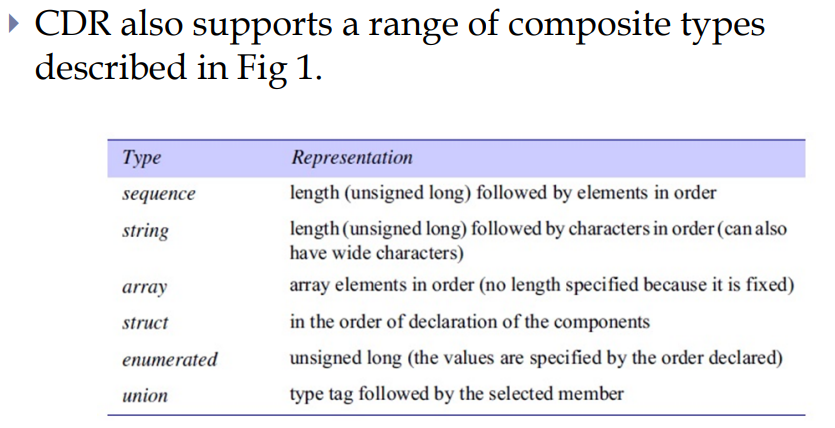 CDR also supports a range of composite types
described in Fig 1.
Type Representation
sequence length (unsigned long) followed by elements in order
string length (unsigned long) followed by characters in order (can also
have wide characters)
array array elements in order (no length specified because it is fixed)
struct in the order of declaration of the components
enumerated unsigned long (the values are specified by the order declared)
union type tag followed by the selected member